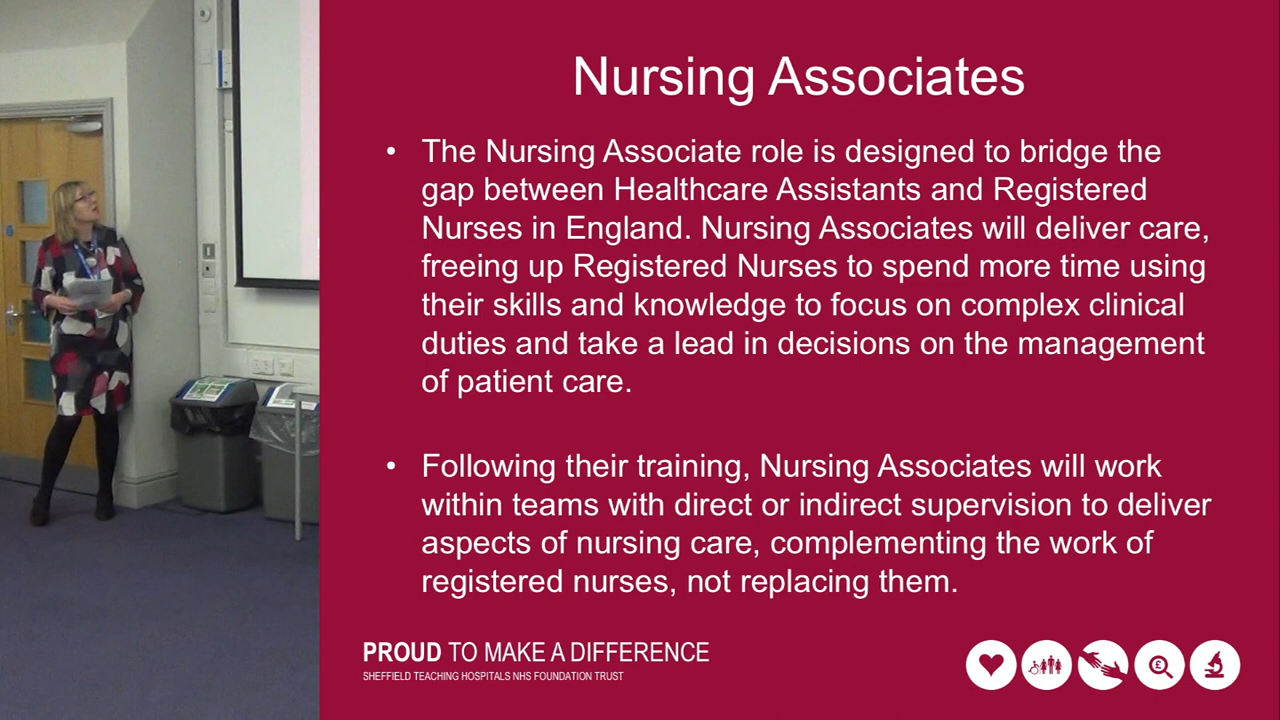 Nursing Associates
• The Nursing Associate role is designed to bridge the
gap between Healthcare Assistants and Registered
Nurses in England. Nursing Associates will deliver care,
freeing up Registered Nurses to spend more time using
their skills and knowledge to focus on complex clinical
duties and take a lead in decisions on the management
of patient care.
• Following their training, Nursing Associates will work
within teams with direct or indirect supervision to deliver
aspects of nursing care, complementing the work of
registered nurses, not replacing them.
PROUD TO MAKE A DIFFERENCE
SHEFFIELD TEACHING HOSPITALS NHS FOUNDATION TRUST
£